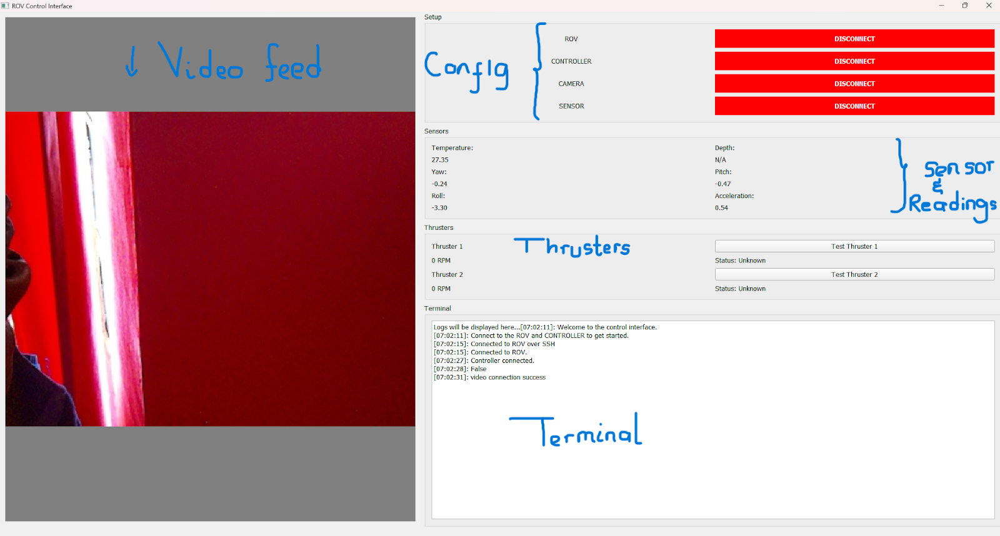 ROV Control Interface
↓ Video feed
Setup
Config
ROV
DISCONNECT
CONTROLLER
DISCONNECT
CAMERA
DISCONNECT
SENSOR
DISCONNECT
Sensors
Temperature:
27.35
Yaw:
-0.24
Roll:
-3.30
Depth:
N/A
Pitch:
-0.47
Acceleration:
0.54
Sensor
&
Readings
Thrusters
Thrusters
Thruster 1
Test Thruster 1
0 RPM
Status: Unknown
Thruster 2
Test Thruster 2
0 RPM
Status: Unknown
Terminal
Logs will be displayed here...[07:02:11]: Welcome to the control interface.
[07:02:11]: Connect to the ROV and CONTROLLER to get started.
[07:02:15]: Connected to ROV over SSH
[07:02:15]: Connected to ROV.
[07:02:27]: Controller connected.
[07:02:28]: False
[07:02:31]: video connection success
Terminal